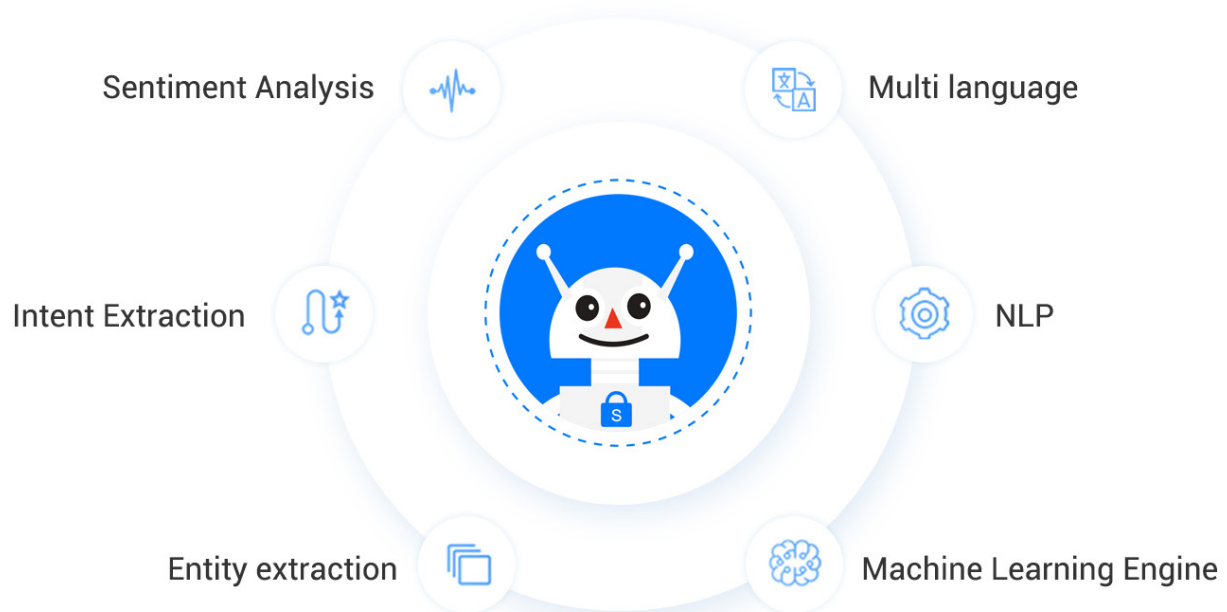 Sentiment Analysis
Multi language
Intent Extraction
NLP
S
Entity extraction
Machine Learning Engine